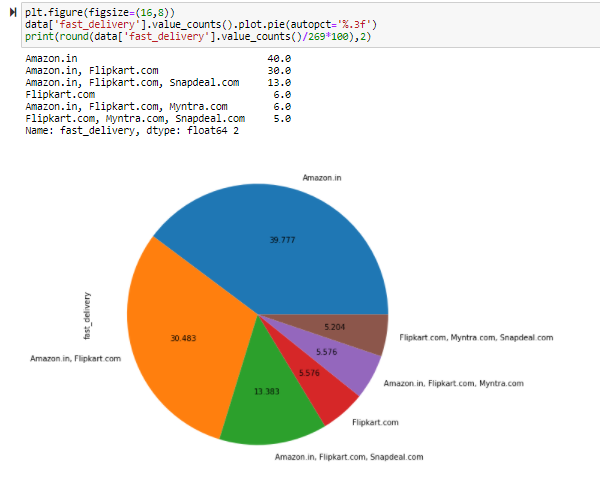 plt.figure(figsize=(16,8))
data['fast_delivery'].value_counts().plot.pie(autopct='%.3f')
print(round(data['fast_delivery'].value_counts()/269*100),2)
Amazon.in 40.0
Amazon.in, Flipkart.com 30.0
Amazon.in, Flipkart.com, Snapdeal.com 13.0
Flipkart.com 6.0
Amazon.in, Flipkart.com, Myntra.com 6.0
Flipkart.com, Myntra.com, Snapdeal.com 5.0
Name: fast_delivery, dtype: float64 2
Amazon.in
39.777
fast_delivery
30.483
Amazon.in, Flipkart.com
13.383
5.576
5.576
5.204
Flipkart.com, Myntra.com, Snapdeal.com
Amazon.in, Flipkart.com, Myntra.com
Flipkart.com
Amazon.in, Flipkart.com, Snapdeal.com